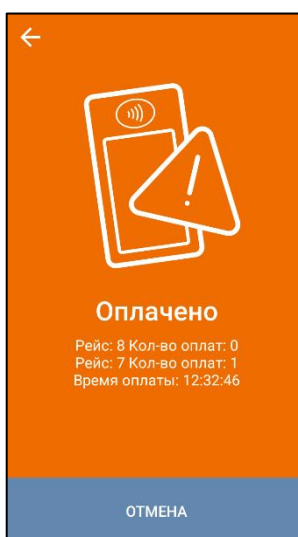 Оплачено
Рейс: 8 Кол-во оплат: 0
Рейс: 7 Кол-во оплат: 1
Время оплаты: 12:32:46
ОТМЕНА